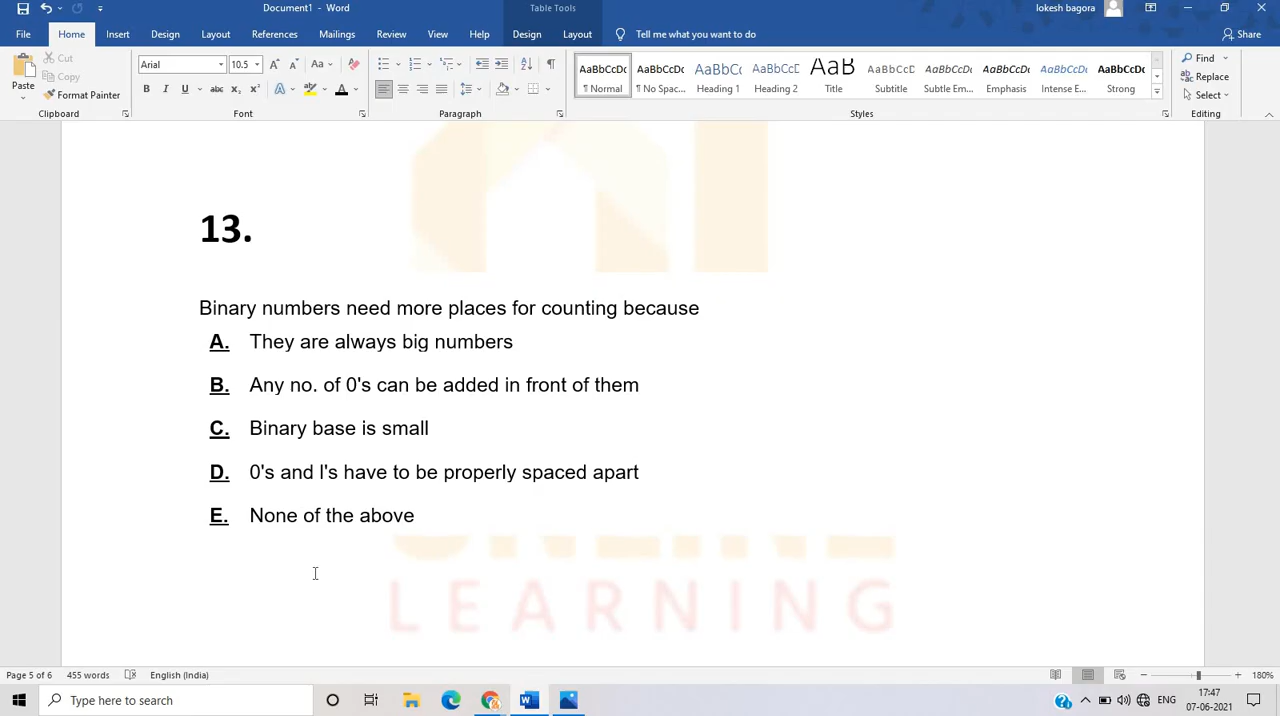 Document1 - Word
Table Tools
lokesh bagora
File Home Insert Design Layout References Mailings Review View Help Design Layout Tell me what you want to do Share
Cut
Copy
Paste
Format Painter
Arial 10.5
AaBbCcDc AaBbCcDc AaBbCc AaBbCcD AaB AaBbCcD AaBbCcDc AaBbCcDc AaBbCcDc AaBbCcDc
¶ Normal ¶ No Spac... Heading 1 Heading 2 Title Subtitle Subtle Em... Emphasis Intense E... Strong
Find
Replace
Select
Clipboard Font Paragraph Styles Editing
13.
Binary numbers need more places for counting because
A. They are always big numbers
B. Any no. of 0's can be added in front of them
C. Binary base is small
D. 0's and l's have to be properly spaced apart
E. None of the above
LEARNING
Page 5 of 6 455 words English (India) 180%
Type here to search
ENG
17:47
07-06-2021